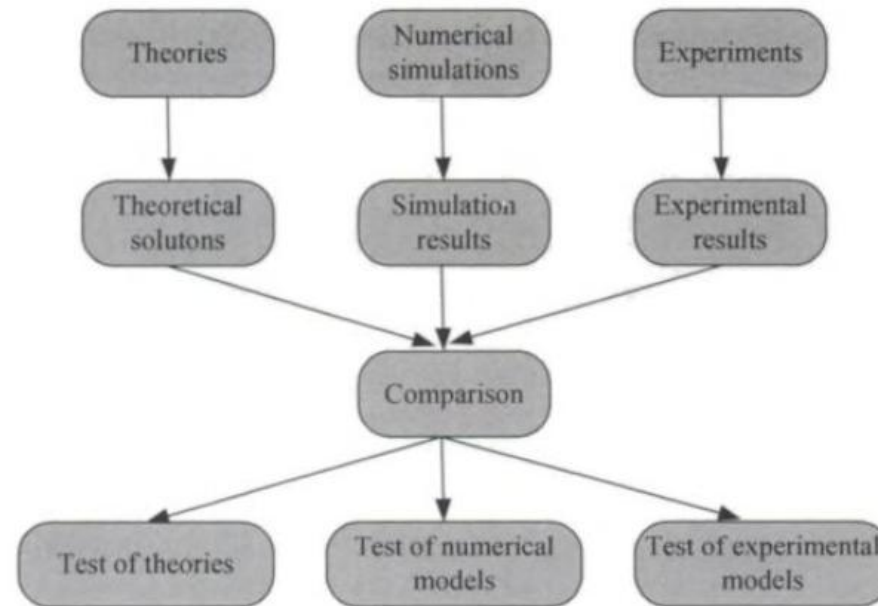 Theories
Numerical
simulations
Experiments
Theoretical
solutons
Simulation
results
Experimental
results
Comparison
Test of theories
Test of numerical
models
Test of experimental
models